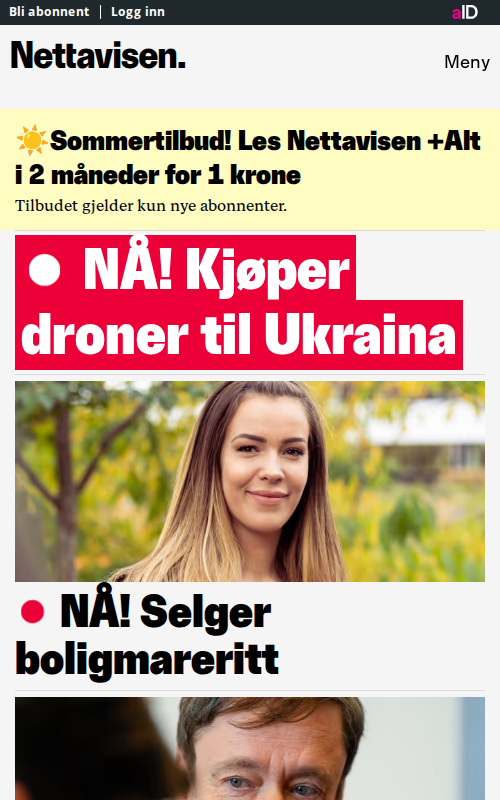 Bli abonnent
Logg inn
aID
Nettavisen.
Meny
Sommertilbud! Les Nettavisen +Alt
i 2 måneder for 1 krone
Tilbudet gjelder kun nye abonnenter.
NÅ! Kjøper
droner til Ukraina
NÅ! Selger
boligmareritt